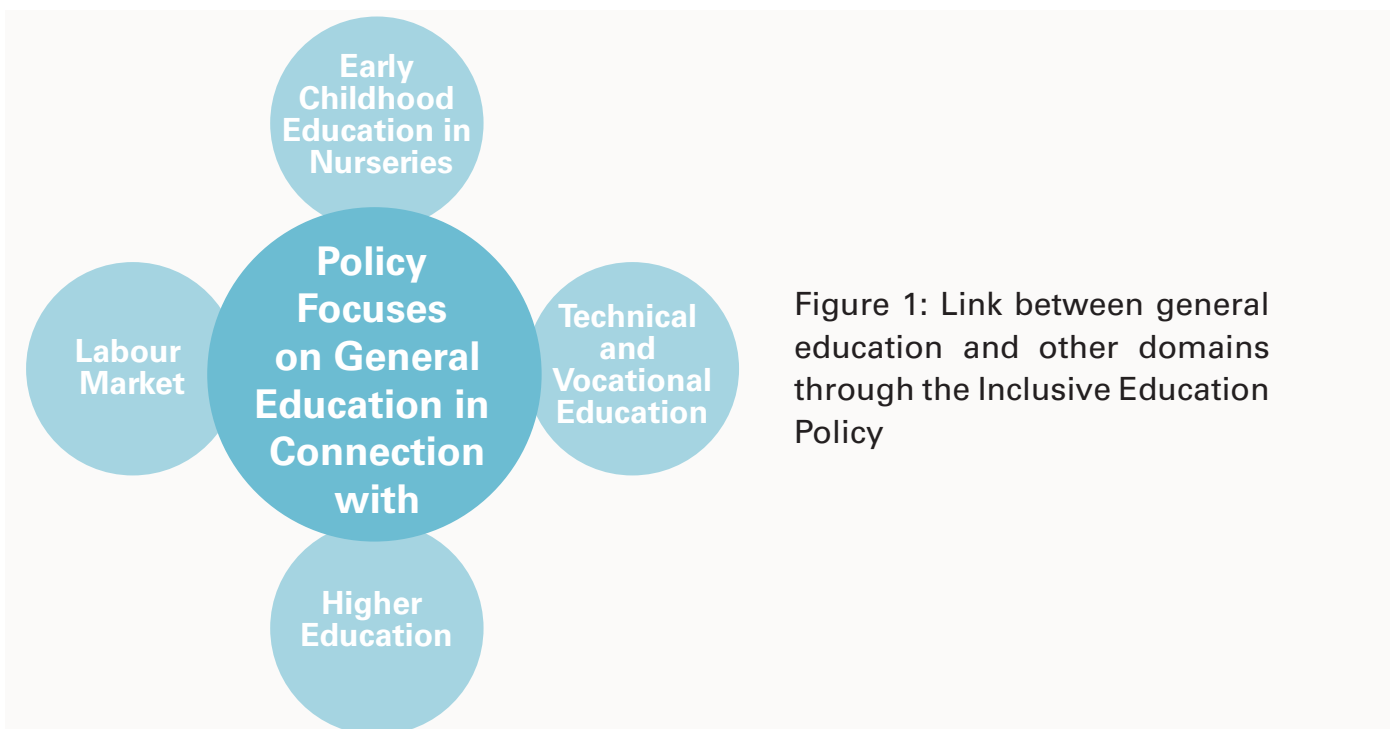 Early
Childhood
Education in
Nurseries
Policy
Focuses
on General
Education in
Connection
with
Labour
Market
Technical
and
Vocational
Education
Higher
Education
Figure 1: Link between general
education and other domains
through the Inclusive Education
Policy